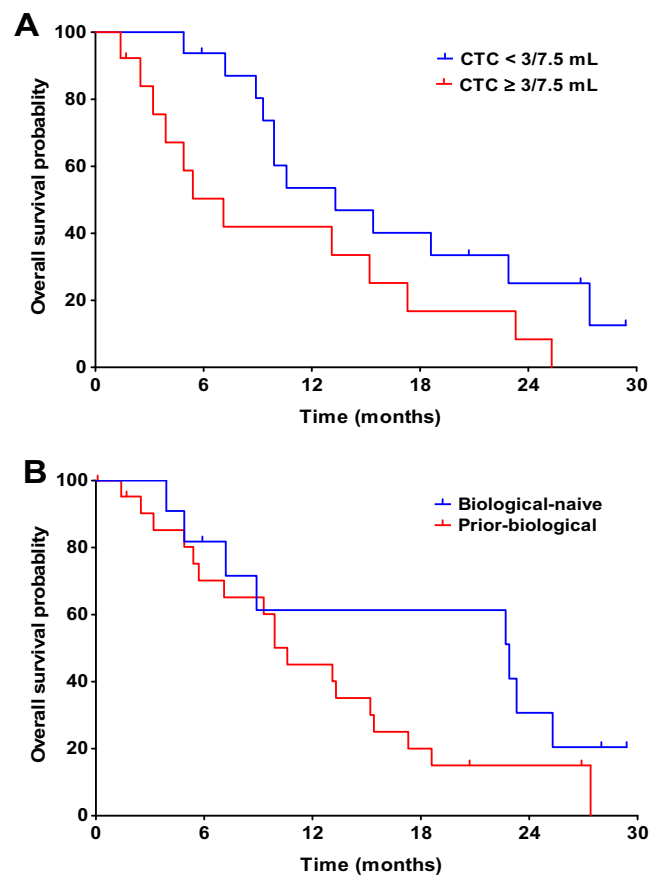 A
100
80
60
40
20
0
Overall survival probablity
CTC < 3/7.5 mL
CTC ≥ 3/7.5 mL
0 6 12 18 24 30
Time (months)
B
100
80
60
40
20
0
Overall survival probablity
Biological-naive
Prior-biological
0 6 12 18 24 30
Time (months)